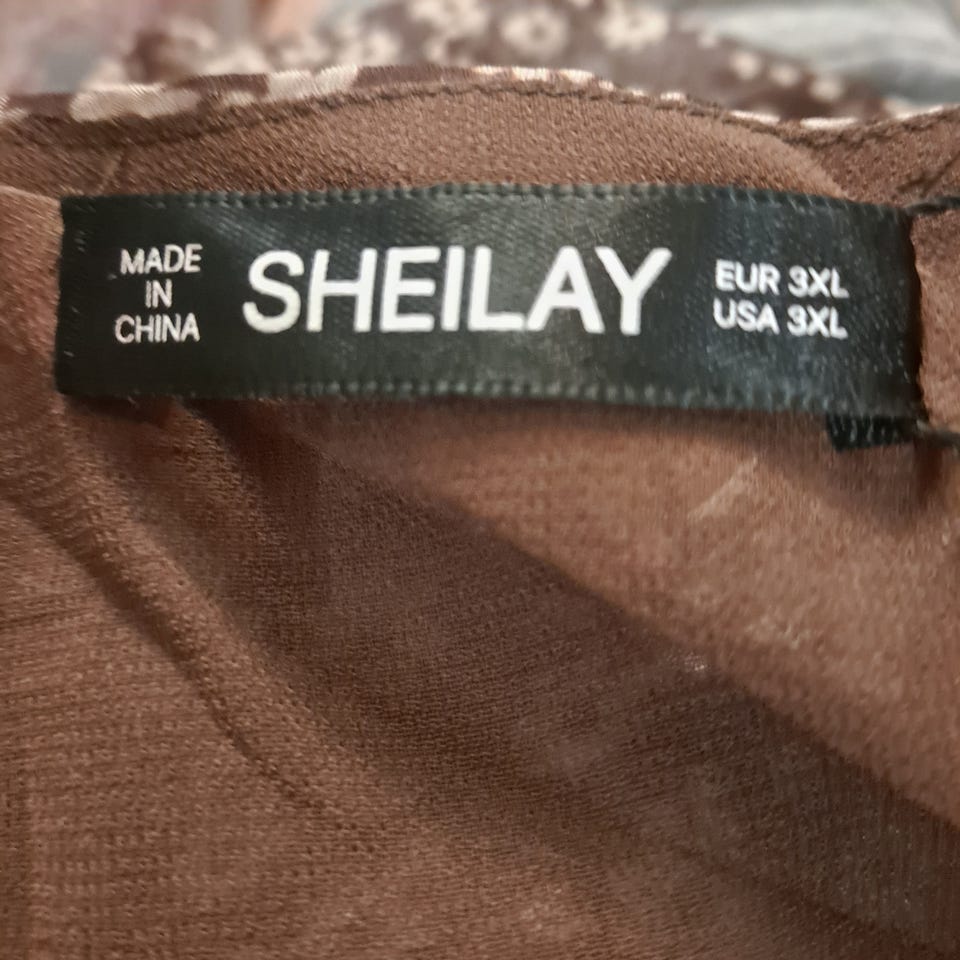 MADE
IN
CHINA
SHEILAY
EUR 3XL
USA 3XL